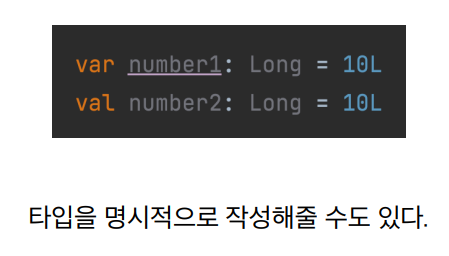 var number1: Long = 10L
val number2: Long = 10L
타입을 명시적으로 작성해줄 수도 있다.